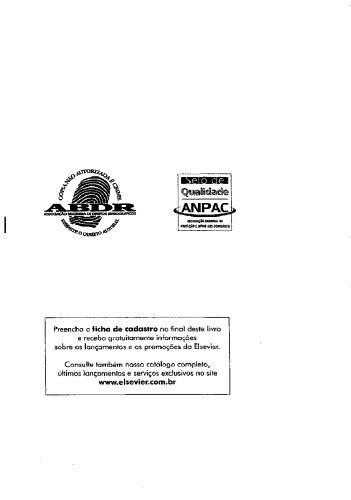 CÓPIA NÃO AUTORIZADA É CRIME
ABDR
ASSOCIAÇÃO BRASILEIRA DE DIREITOS REPROGRÁFICOS
RESPEITE O DIREITO AUTORAL
Selo de
Qualidade
ANPAC
Preencha a ficha de cadastro no final deste livro
e receba gratuitamente informações
sobre os lançamentos e as promoções da Elsevier.
Consulte também nosso catálogo completo,
últimos lançamentos e serviços exclusivos no site
www.elsevier.com.br